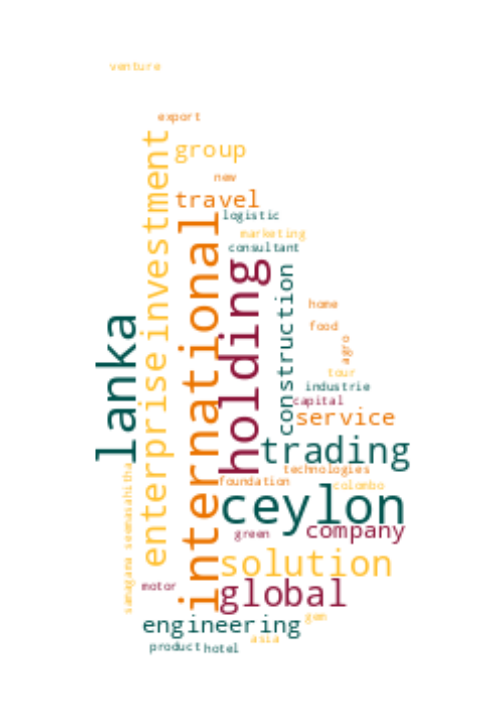 venture
export
group
investment
new
travel
logistic
marketing
consultant
international
holding
construction
home
lanka
food
agro
enterprise
tour
industrie
capital
service
trading
technologies
foundation
colombo
samagama seemasahitha
ceylon
green
company
solution
motor
global
gem
engineering
asia
product
hotel